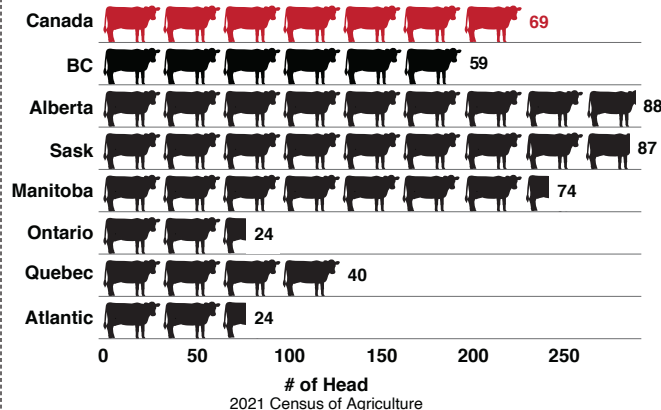 Canada 69
BC 59
Alberta 88
Sask 87
Manitoba 74
Ontario 24
Quebec 40
Atlantic 24
0 50 100 150 200 250
# of Head
2021 Census of Agriculture